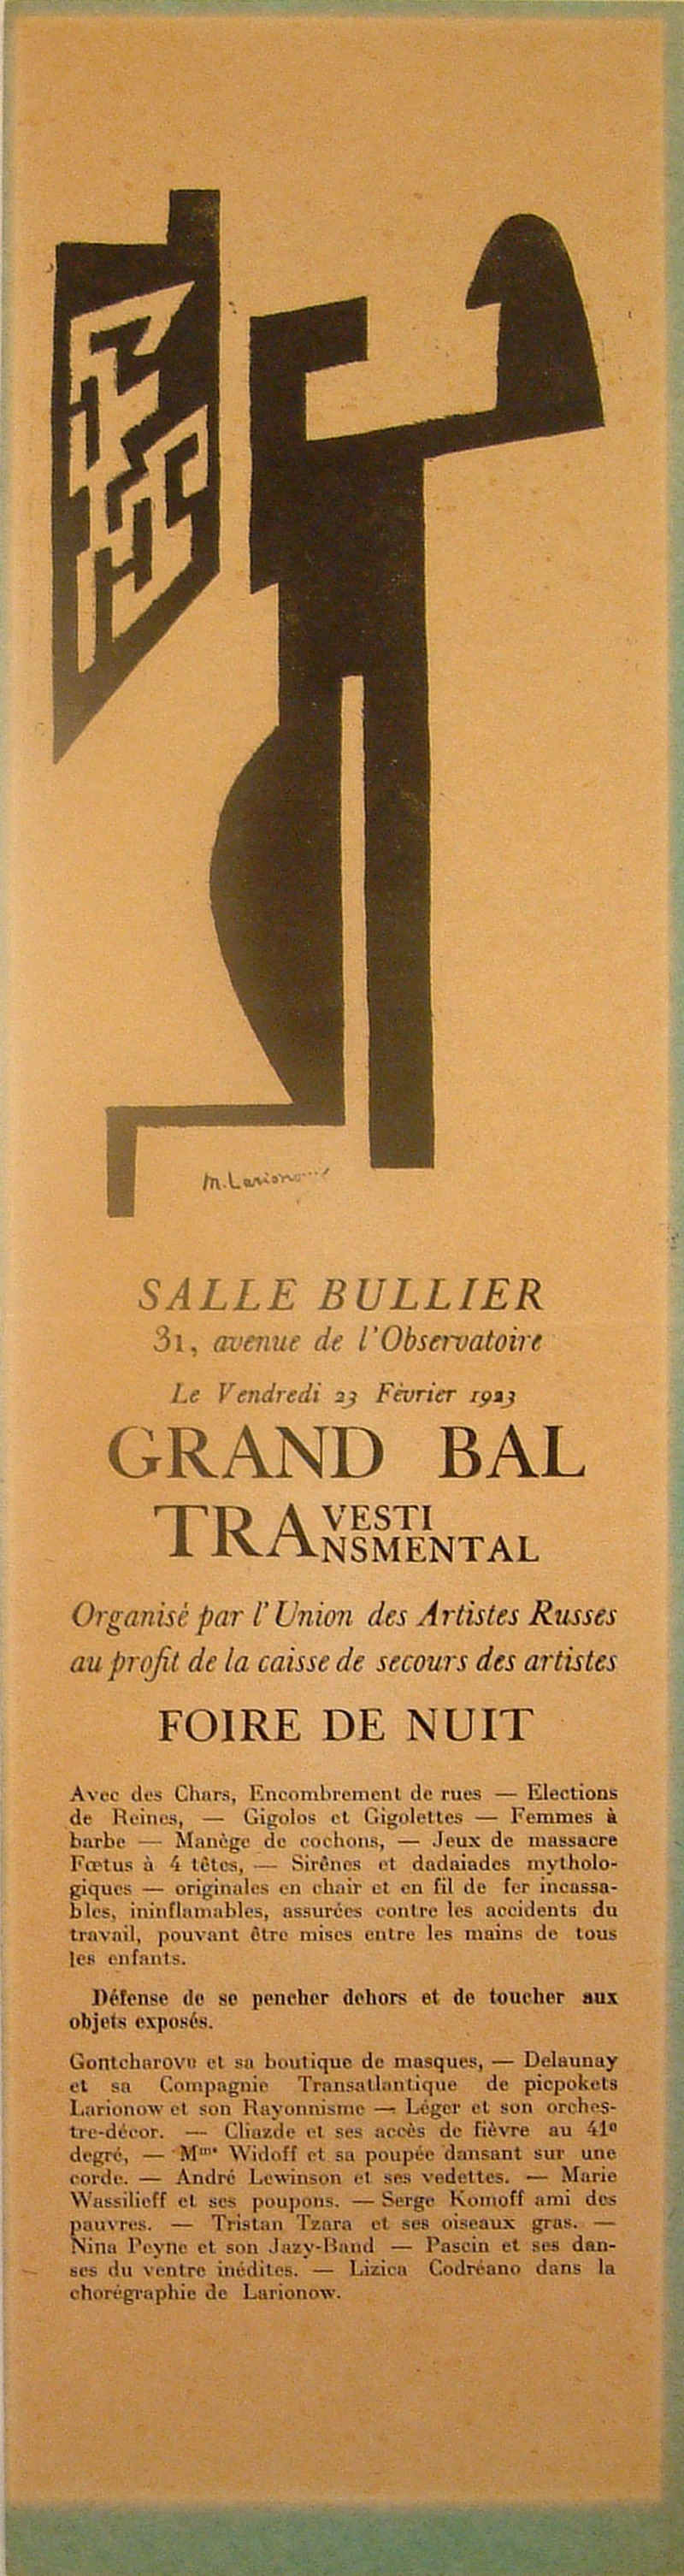 M. Larionow
SALLE BULLIER
31, avenue de l'Observatoire
Le Vendredi 23 Février 1923
GRAND BAL
TRAVESTI
TRANSMENTAL
Organisé par l'Union des Artistes Russes
au profit de la caisse de secours des artistes
FOIRE DE NUIT
Avec des Chars, Encombrement de rues — Elections
de Reines, — Gigolos et Gigolettes — Femmes à
barbe — Manège de cochons, — Jeux de massacre
Fœtus à 4 têtes, — Sirênes et dadaiades mytholo-
giques — originales en chair et en fil de fer incassa-
bles, ininflamables, assurées contre les accidents du
travail, pouvant être mises entre les mains de tous
les enfants.
Défense de se pencher dehors et de toucher aux
objets exposés.
Gontcharova et sa boutique de masques, — Delaunay
et sa Compagnie Transatlantique de picpokets
Larionow et son Rayonnisme — Léger et son orches-
tre-décor. — Cliazde et ses accès de fièvre au 41e
degré, — Mme Widoff et sa poupée dansant sur une
corde. — André Lewinson et ses vedettes. — Marie
Wassilieff et ses poupons. — Serge Komoff ami des
pauvres. — Tristan Tzara et ses oiseaux gras. —
Nina Peyne et son Jazy-Band — Pascin et ses dan-
ses du ventre inédites. — Lizica Codréano dans la
chorégraphie de Larionow.